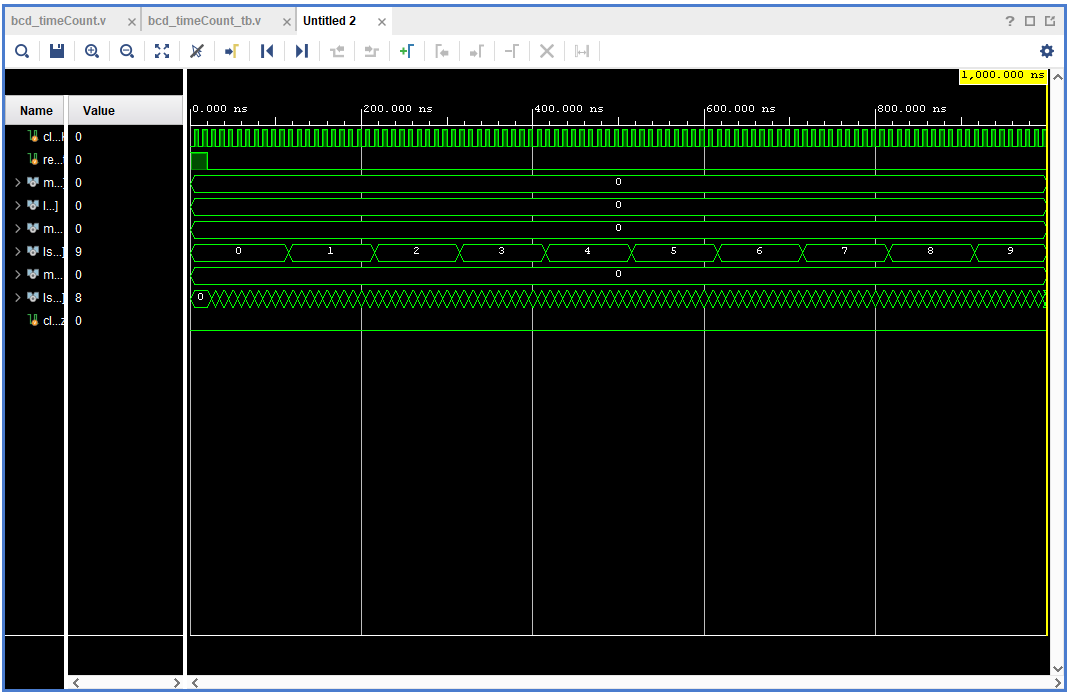 bcd_timeCount.v
bcd_timeCount_tb.v
Untitled 2
1,000.000 ns
Name
Value
0.000 ns
200.000 ns
400.000 ns
600.000 ns
800.000 ns
cl...k 0
re... 0
m...] 0 0
l...] 0 0
m... 0 0
ls...] 9 0 1 2 3 4 5 6 7 8 9
m... 0 0
ls...] 8 0
cl...z 0